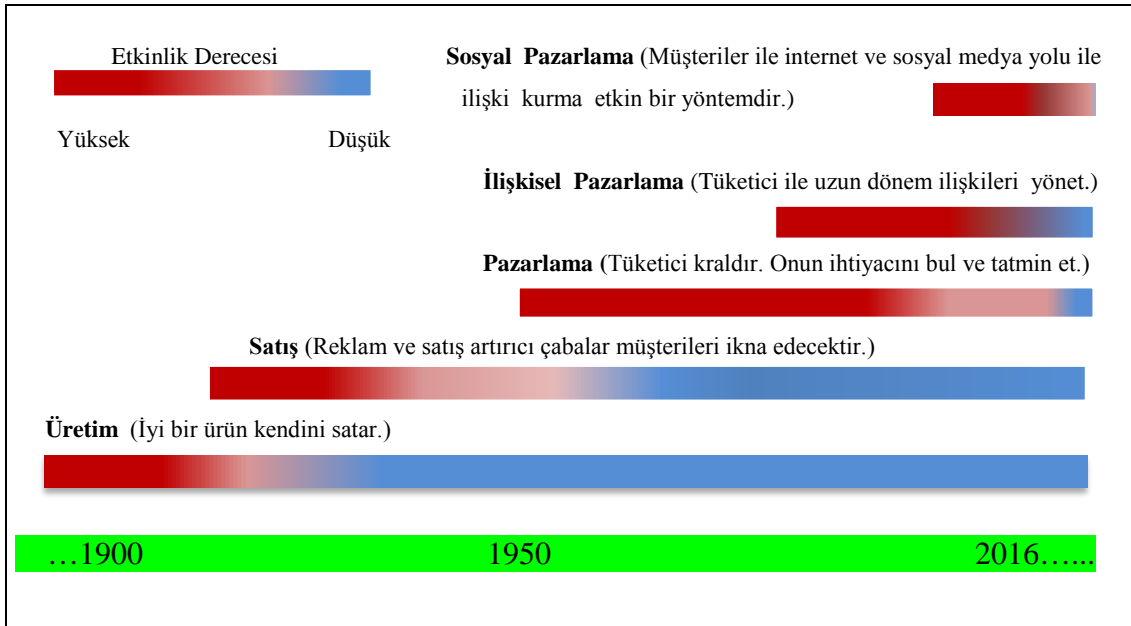 Etkinlik Derecesi
Yüksek Düşük
Sosyal Pazarlama (Müşteriler ile internet ve sosyal medya yolu ile
ilişki kurma etkin bir yöntemdir.)
İlişkisel Pazarlama (Tüketici ile uzun dönem ilişkileri yönet.)
Pazarlama (Tüketici kraldır. Onun ihtiyacını bul ve tatmin et.)
Satış (Reklam ve satış artırıcı çabalar müşterileri ikna edecektir.)
Üretim (İyi bir ürün kendini satar.)
…1900 1950 2016…...